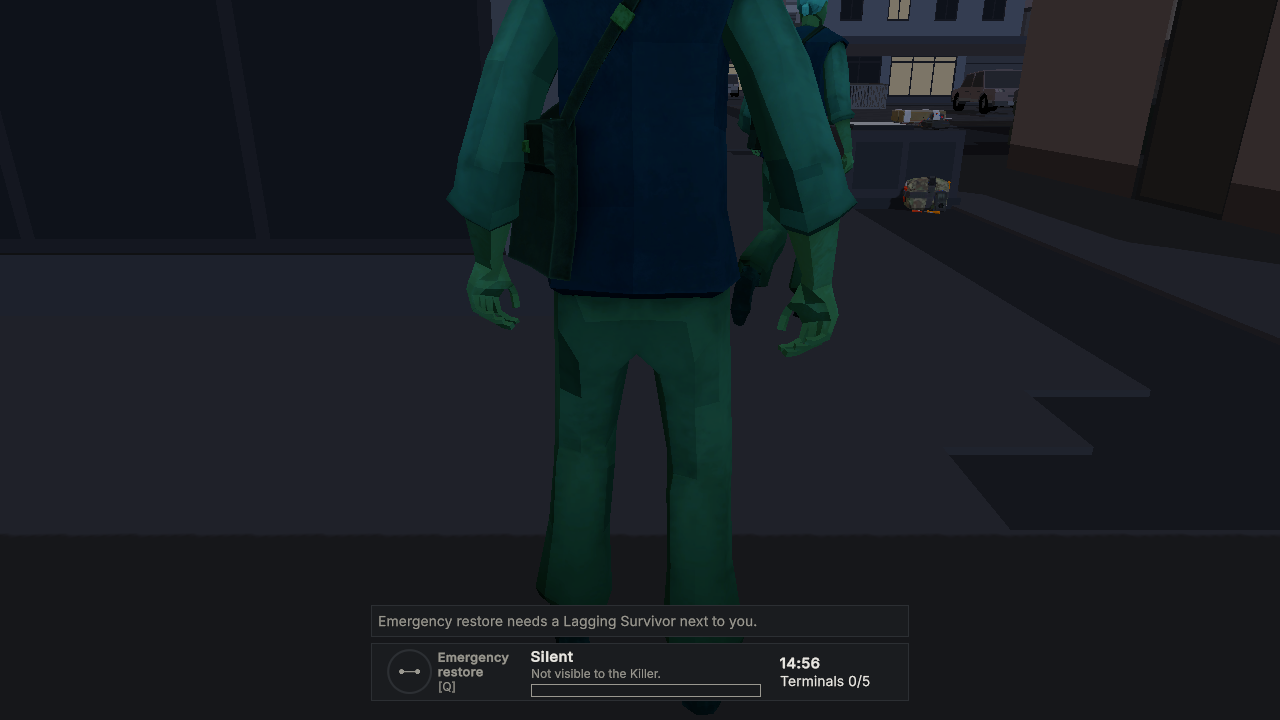 Emergency restore needs a Lagging Survivor next to you.
Emergency
restore
[Q]
Silent
Not visible to the Killer.
14:56
Terminals 0/5